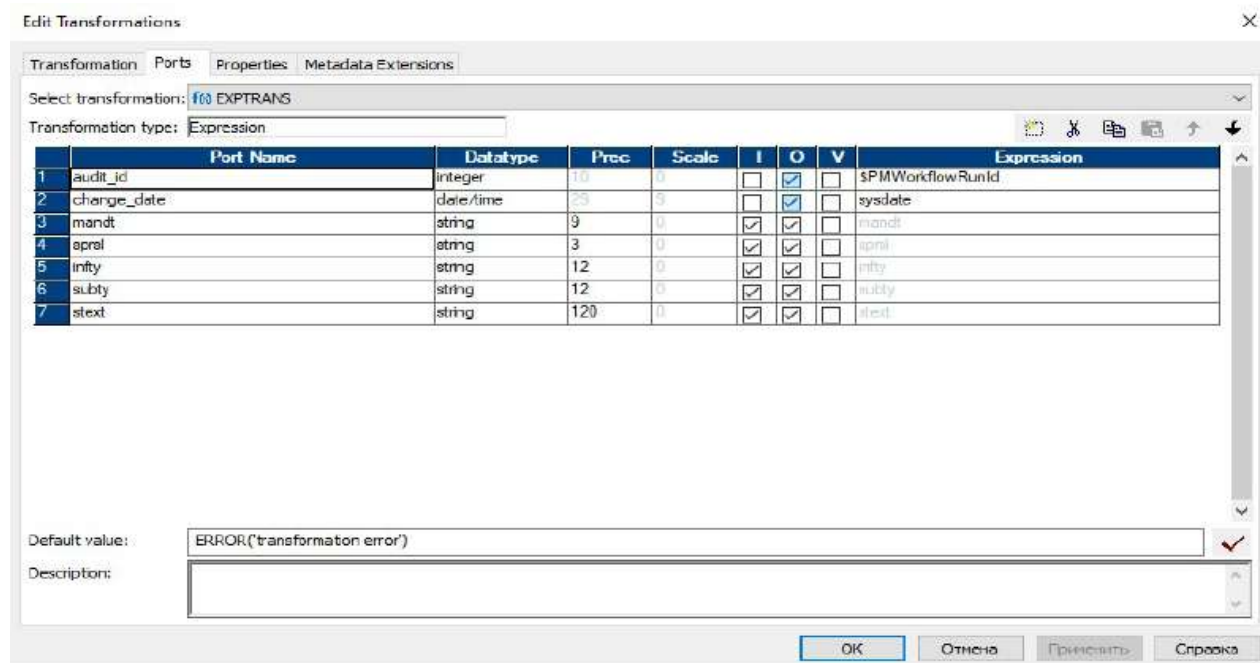 Edit Transformations
Transformation Ports Properties Metadata Extensions
Select transformation: f(x) EXPTRANS
Transformation type: Expression
Port Name Datatype Prec Scale I O V Expression
1 audit_id integer 10 0 $PMWorkflowRunId
2 change_date date/time 29 9 sysdate
3 mandt string 9 0 mandt
4 sprsl string 3 0 sprsl
5 infty string 12 0 infty
6 subty string 12 0 subty
7 stext string 120 0 stext
Default value: ERROR('transformation error')
Description:
OK Отмена Применить Справка